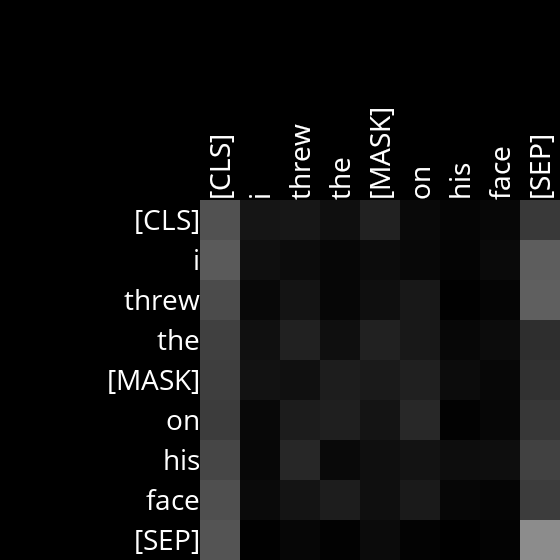 [CLS] i threw the [MASK] on his face [SEP]
[CLS]
i
threw
the
[MASK]
on
his
face
[SEP]